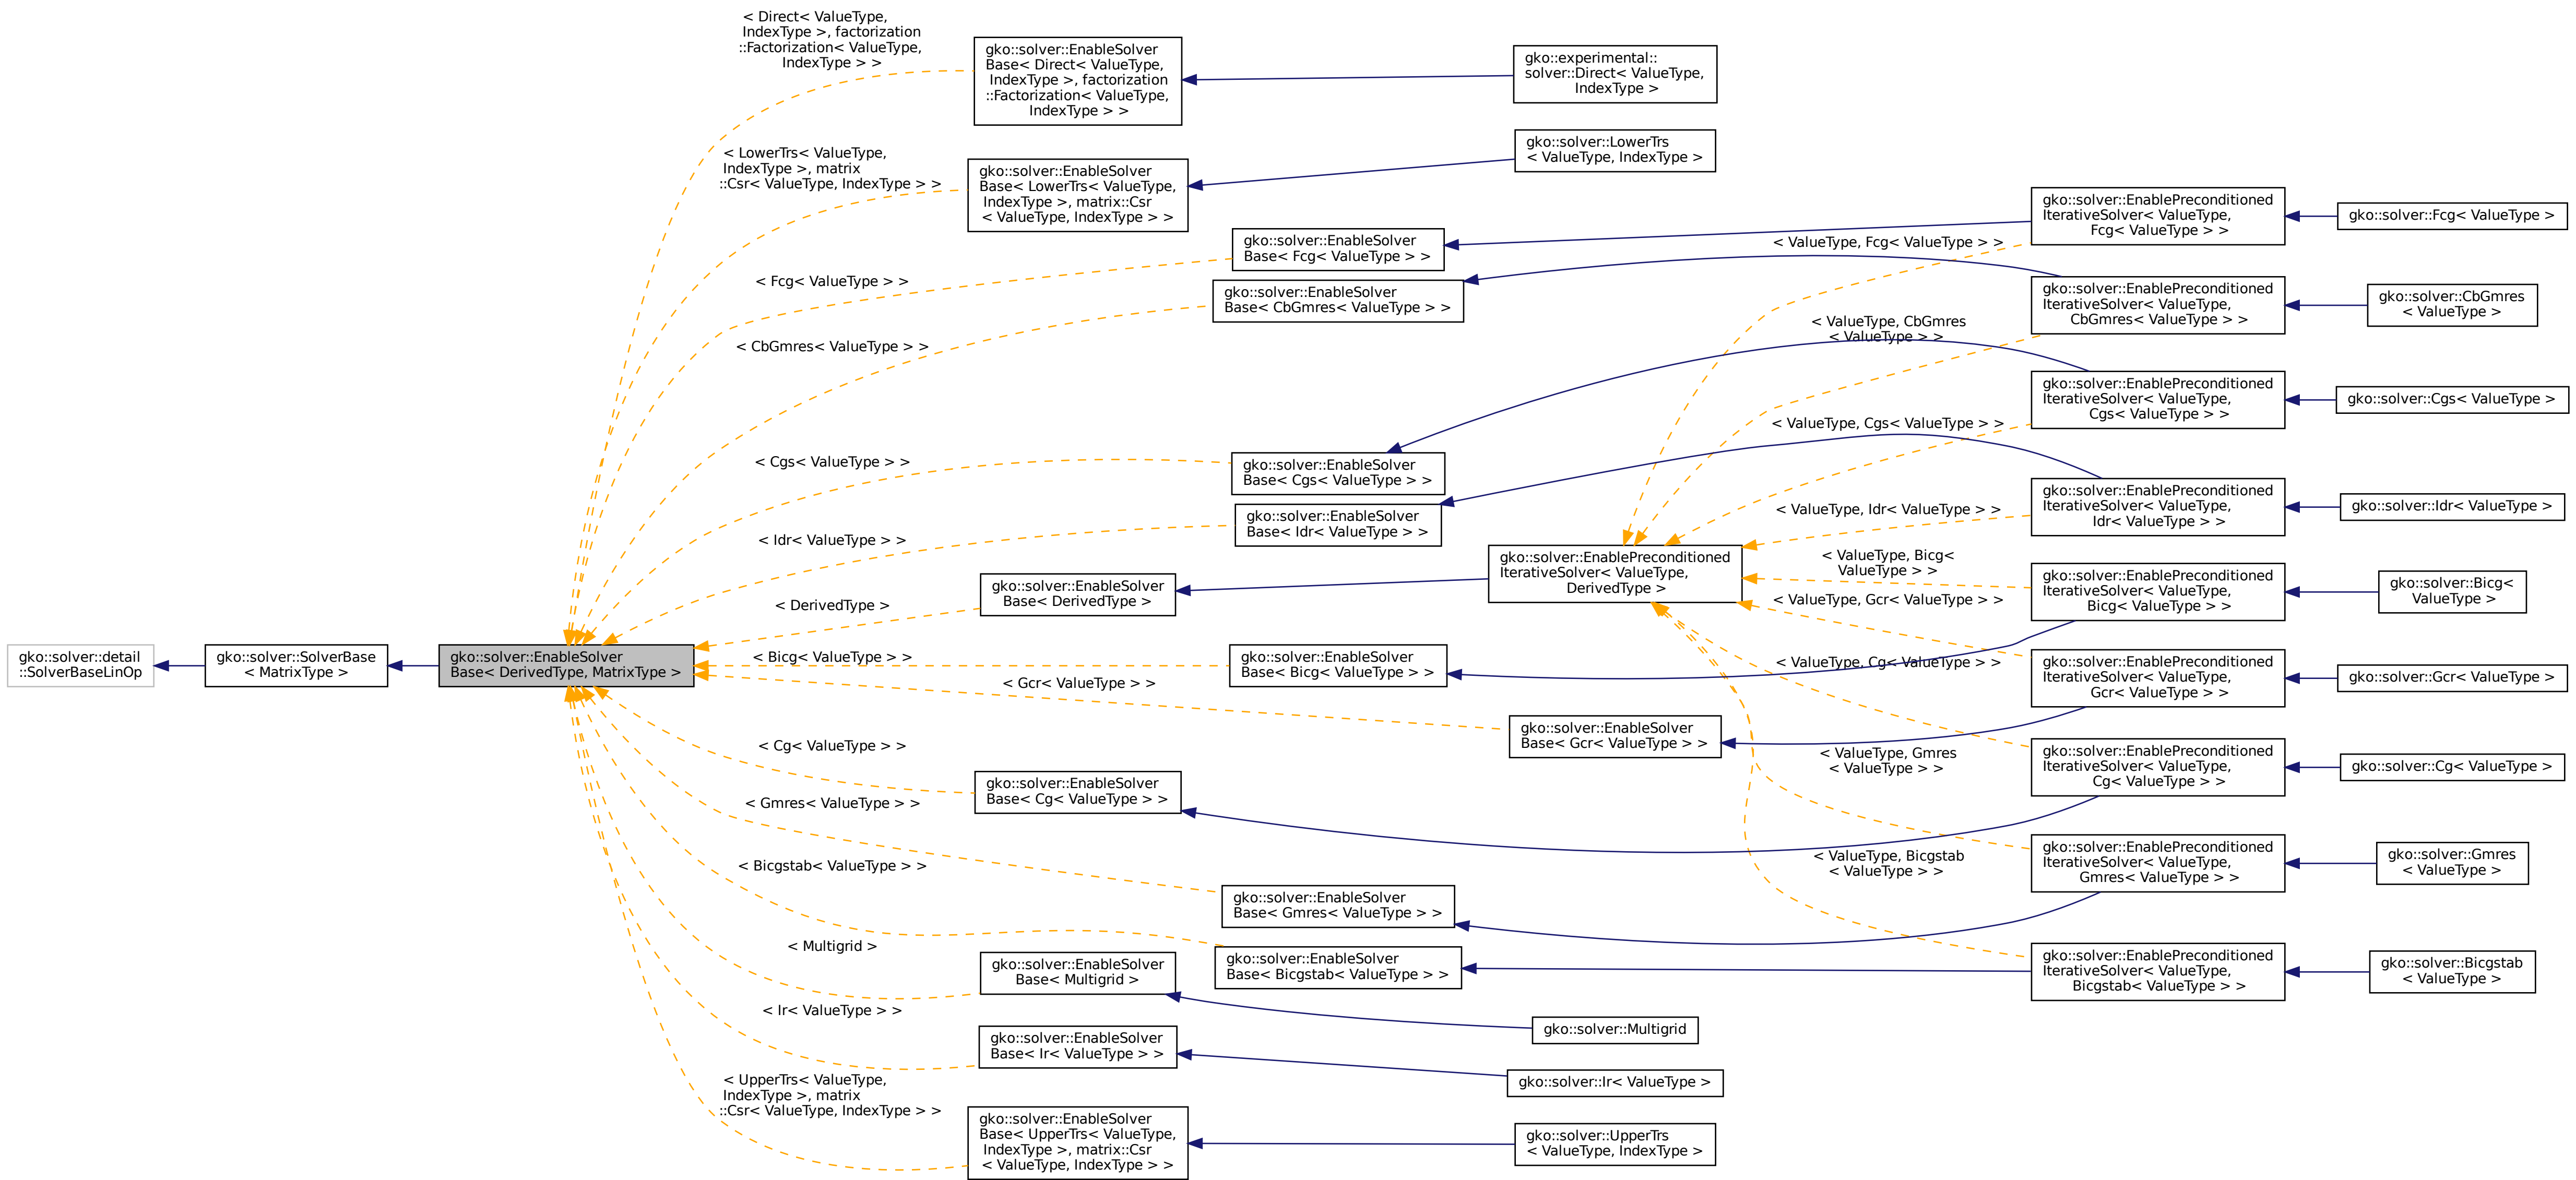 gko::solver::detail
::SolverBaseLinOp
gko::solver::SolverBase
< MatrixType >
gko::solver::EnableSolver
Base< DerivedType, MatrixType >
< Direct< ValueType,
IndexType >, factorization
::Factorization< ValueType,
IndexType > >
< LowerTrs< ValueType,
IndexType >, matrix
::Csr< ValueType, IndexType > >
< Fcg< ValueType > >
< CbGmres< ValueType > >
< Cgs< ValueType > >
< Idr< ValueType > >
< DerivedType >
< Bicg< ValueType > >
< Gcr< ValueType > >
< Cg< ValueType > >
< Gmres< ValueType > >
< Bicgstab< ValueType > >
< Multigrid >
< Ir< ValueType > >
< UpperTrs< ValueType,
IndexType >, matrix
::Csr< ValueType, IndexType > >
gko::solver::EnableSolver
Base< Direct< ValueType,
IndexType >, factorization
::Factorization< ValueType,
IndexType > >
gko::solver::EnableSolver
Base< LowerTrs< ValueType,
IndexType >, matrix::Csr
< ValueType, IndexType > >
gko::solver::EnableSolver
Base< Fcg< ValueType > >
gko::solver::EnableSolver
Base< CbGmres< ValueType > >
gko::solver::EnableSolver
Base< Cgs< ValueType > >
gko::solver::EnableSolver
Base< Idr< ValueType > >
gko::solver::EnableSolver
Base< DerivedType >
gko::solver::EnableSolver
Base< Bicg< ValueType > >
gko::solver::EnableSolver
Base< Gcr< ValueType > >
gko::solver::EnableSolver
Base< Cg< ValueType > >
gko::solver::EnableSolver
Base< Gmres< ValueType > >
gko::solver::EnableSolver
Base< Bicgstab< ValueType > >
gko::solver::EnableSolver
Base< Multigrid >
gko::solver::EnableSolver
Base< Ir< ValueType > >
gko::solver::EnableSolver
Base< UpperTrs< ValueType,
IndexType >, matrix::Csr
< ValueType, IndexType > >
gko::experimental::
solver::Direct< ValueType,
IndexType >
gko::solver::LowerTrs
< ValueType, IndexType >
gko::solver::EnablePreconditioned
IterativeSolver< ValueType,
DerivedType >
gko::solver::Multigrid
gko::solver::Ir< ValueType >
gko::solver::UpperTrs
< ValueType, IndexType >
< ValueType, Fcg< ValueType > >
< ValueType, CbGmres
< ValueType > >
< ValueType, Cgs< ValueType > >
< ValueType, Idr< ValueType > >
< ValueType, Bicg<
ValueType > >
< ValueType, Gcr< ValueType > >
< ValueType, Cg< ValueType > >
< ValueType, Gmres
< ValueType > >
< ValueType, Bicgstab
< ValueType > >
gko::solver::EnablePreconditioned
IterativeSolver< ValueType,
Fcg< ValueType > >
gko::solver::EnablePreconditioned
IterativeSolver< ValueType,
CbGmres< ValueType > >
gko::solver::EnablePreconditioned
IterativeSolver< ValueType,
Cgs< ValueType > >
gko::solver::EnablePreconditioned
IterativeSolver< ValueType,
Idr< ValueType > >
gko::solver::EnablePreconditioned
IterativeSolver< ValueType,
Bicg< ValueType > >
gko::solver::EnablePreconditioned
IterativeSolver< ValueType,
Gcr< ValueType > >
gko::solver::EnablePreconditioned
IterativeSolver< ValueType,
Cg< ValueType > >
gko::solver::EnablePreconditioned
IterativeSolver< ValueType,
Gmres< ValueType > >
gko::solver::EnablePreconditioned
IterativeSolver< ValueType,
Bicgstab< ValueType > >
gko::solver::Fcg< ValueType >
gko::solver::CbGmres
< ValueType >
gko::solver::Cgs< ValueType >
gko::solver::Idr< ValueType >
gko::solver::Bicg<
ValueType >
gko::solver::Gcr< ValueType >
gko::solver::Cg< ValueType >
gko::solver::Gmres
< ValueType >
gko::solver::Bicgstab
< ValueType >